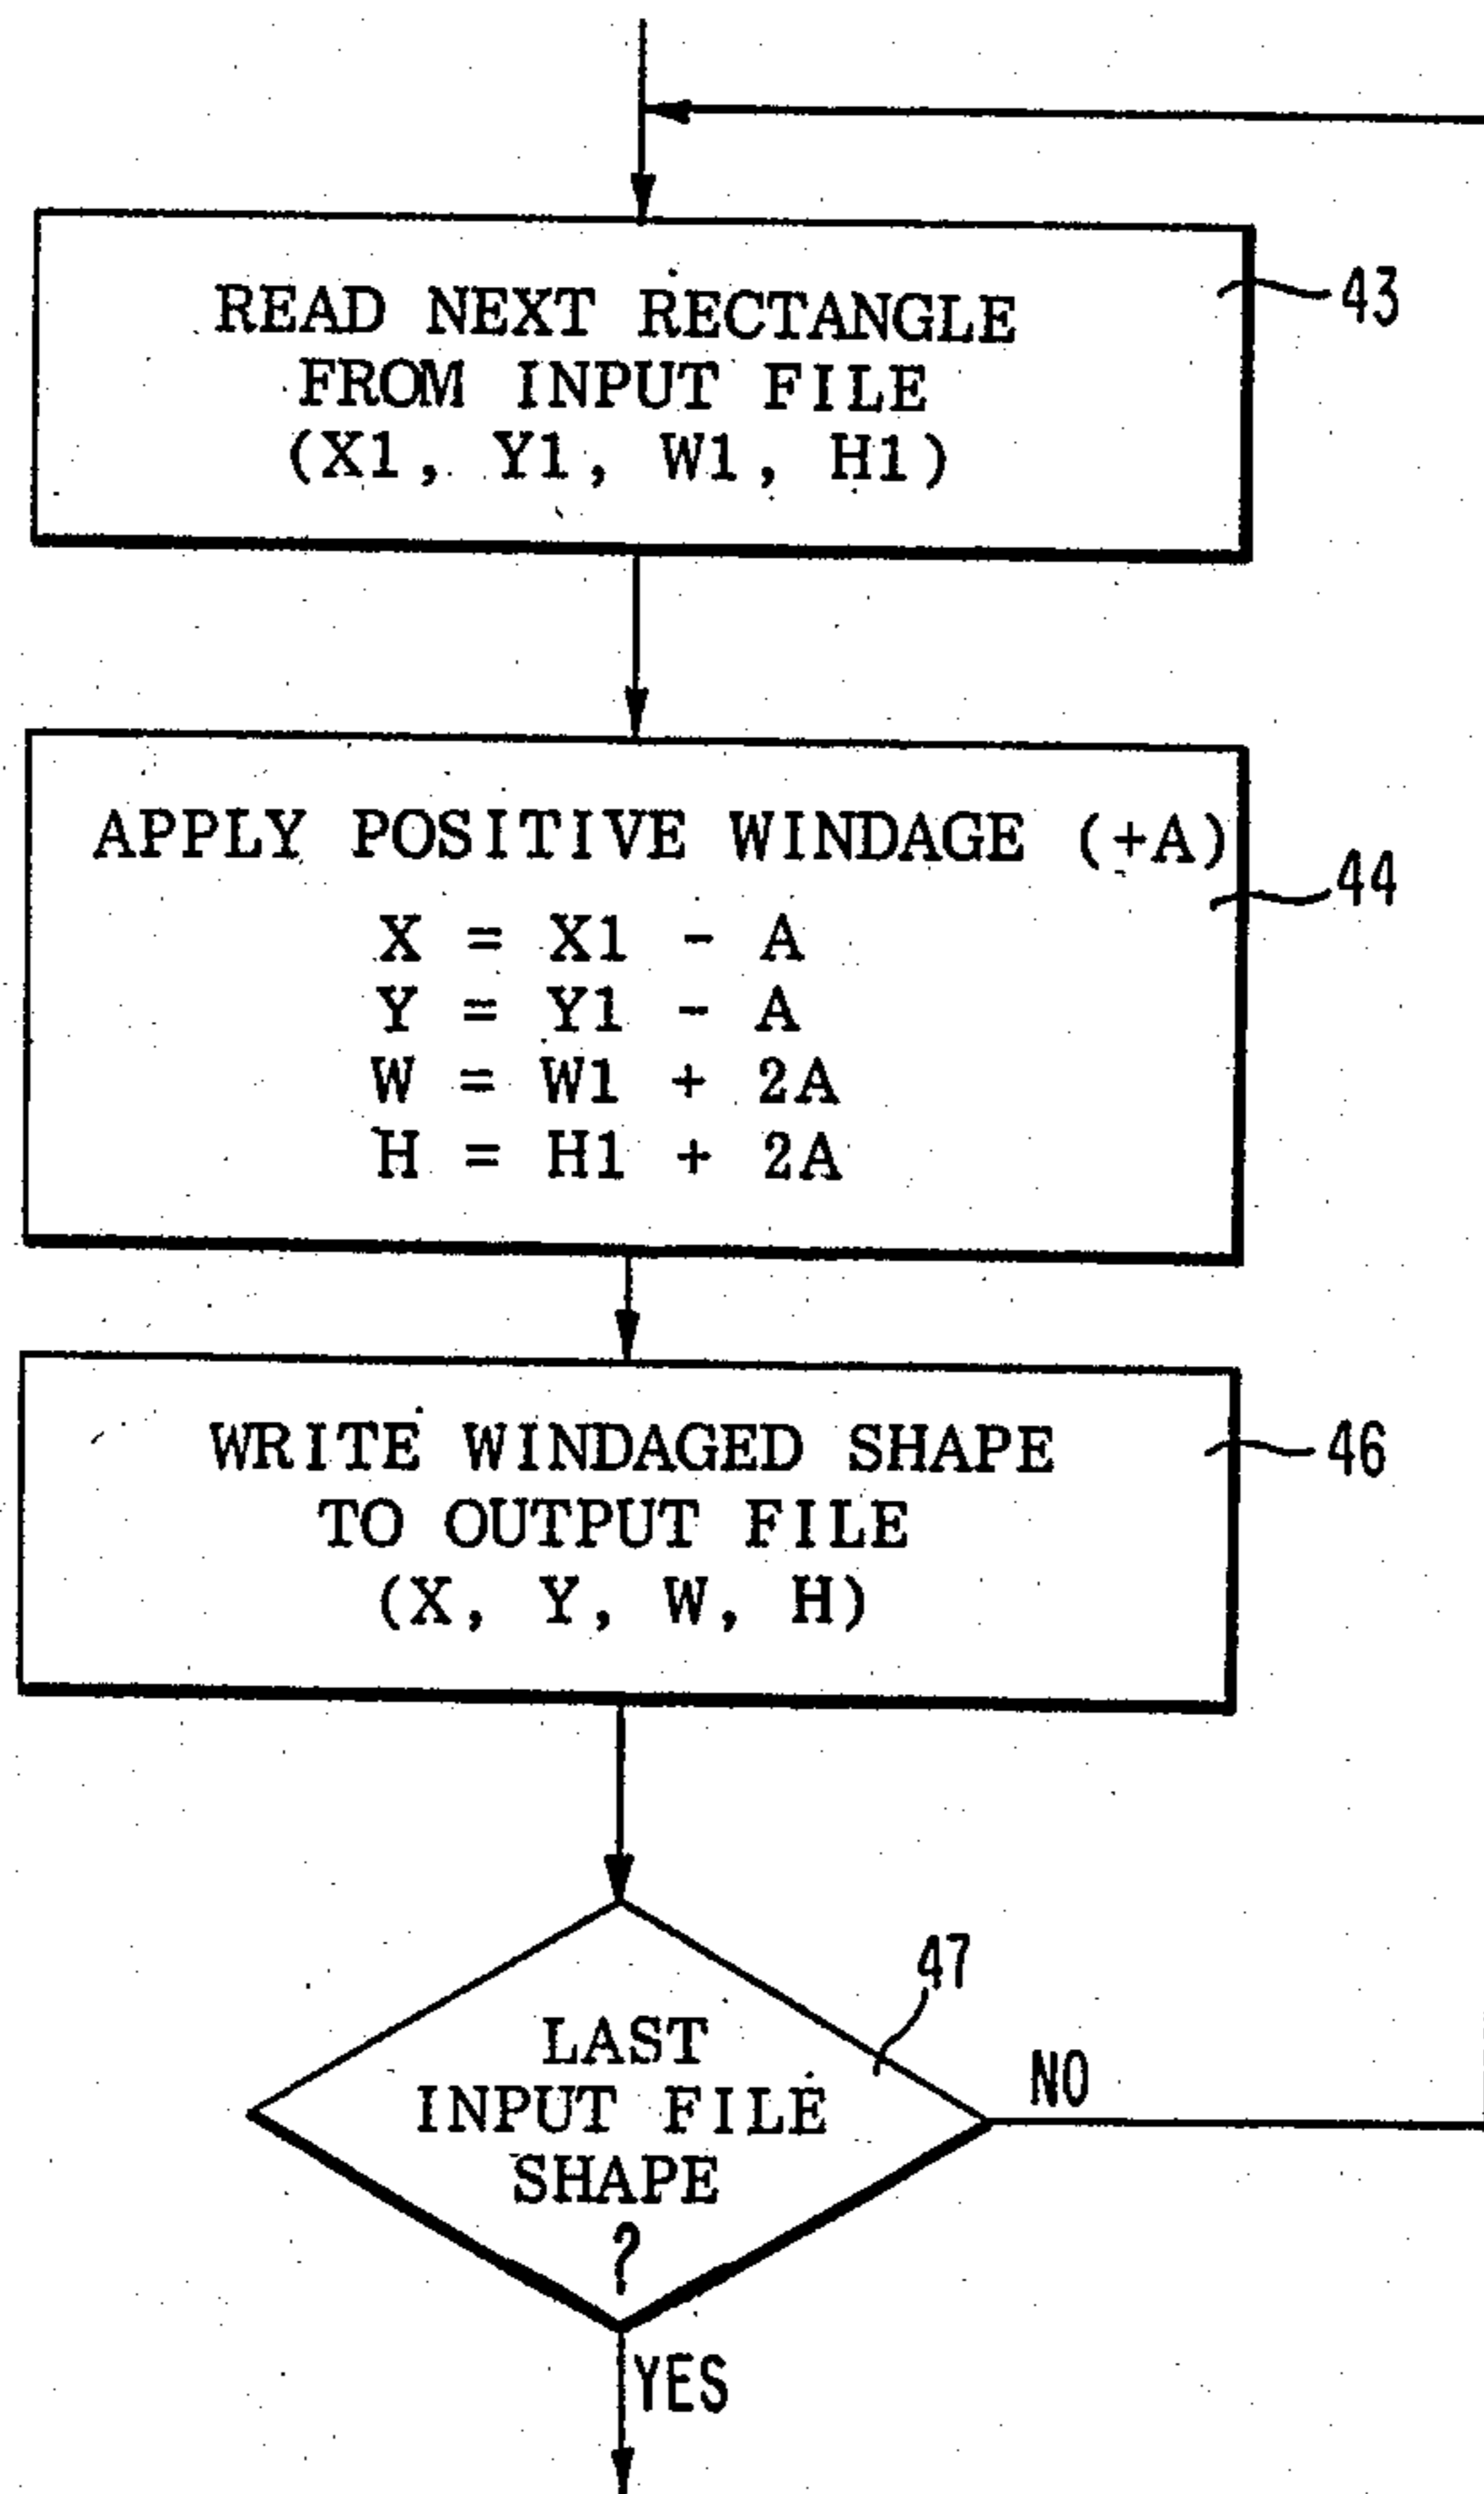 READ NEXT RECTANGLE
FROM INPUT FILE
(X1, Y1, W1, H1)
43
APPLY POSITIVE WINDAGE (+A)
X = X1 - A
Y = Y1 - A
W = W1 + 2A
H = H1 + 2A
44
WRITE WINDAGED SHAPE
TO OUTPUT FILE
(X, Y, W, H)
46
47
LAST
INPUT FILE
SHAPE
?
NO
YES